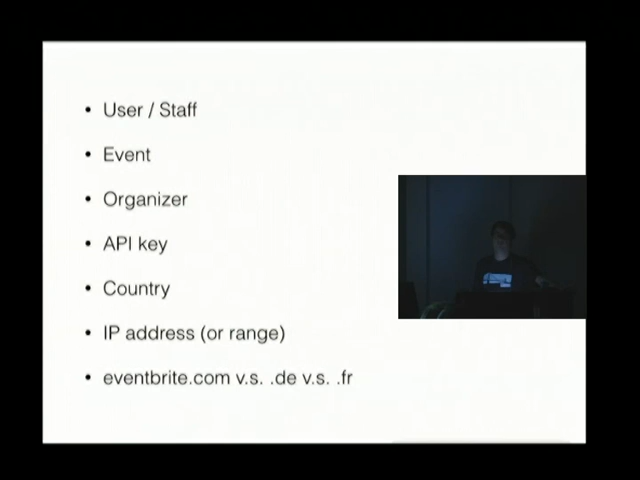 • User / Staff
• Event
• Organizer
• API key
• Country
• IP address (or range)
• eventbrite.com v.s. .de v.s. .fr